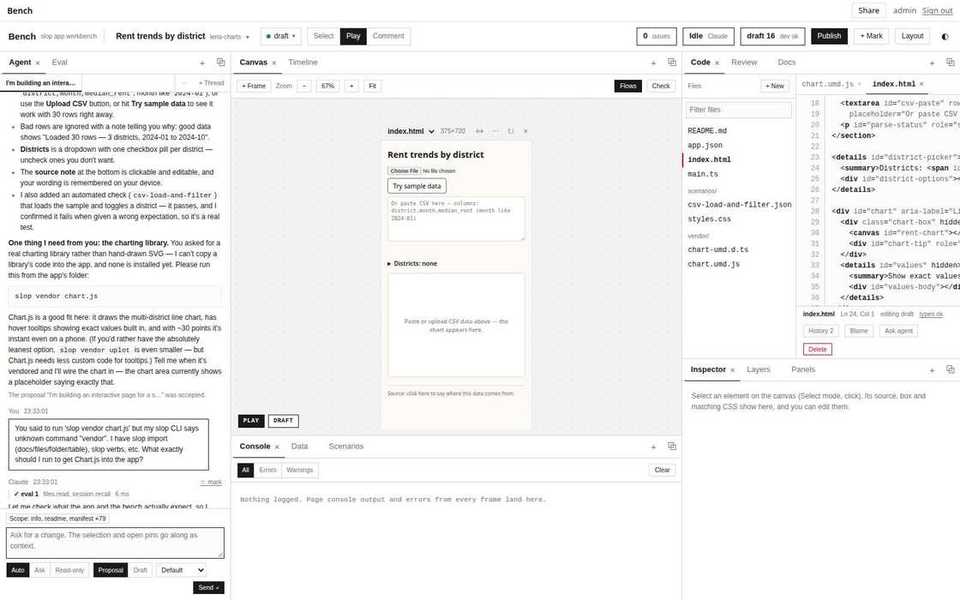 Bench
Share admin Sign out
Bench slop app workbench Rent trends by district lens-charts draft Select Play Comment
0 issues Idle Claude draft 16 dev ok Publish + Mark Layout
Agent × Eval +
I'm building an intera… ··· + Thread
use the Upload CSV button, or hit Try sample data to see it
work with 30 rows right away.
• Bad rows are ignored with a note telling you why: good data
shows "Loaded 30 rows — 3 districts, 2024-01 to 2024-10".
• Districts is a dropdown with one checkbox pill per district —
uncheck ones you don't want.
• The source note at the bottom is clickable and editable, and
your wording is remembered on your device.
• I also added an automated check ( csv-load-and-filter )
that loads the sample and toggles a district — it passes, and I
confirmed it fails when given a wrong expectation, so it's a real
test.
One thing I need from you: the charting library. You asked for a
real charting library rather than hand-drawn SVG — I can't copy a
library's code into the app, and none is installed yet. Please run
this from the app's folder:
slop vendor chart.js
Chart.js is a good fit here: it draws the multi-district line chart, has
hover tooltips showing exact values built in, and with ~30 points it's
instant even on a phone. (If you'd rather have the absolutely
leanest option, slop vendor uplot is even smaller — but
Chart.js needs less custom code for tooltips.) Tell me when it's
vendored and I'll wire the chart in — the chart area currently shows
a placeholder saying exactly that.
The proposal "I'm building an interactive page for a s…" was accepted.
You 23:33:01
You said to run 'slop vendor chart.js' but my slop CLI says
unknown command "vendor". I have slop import
(docs/files/folder/table), slop verbs, etc. What exactly
should I run to get Chart.js into the app?
Claude 23:33:01 mark
✓ eval 1 files.read, session.recall 6 ms
Let me check what the app and the bench actually expect, so I
Scope: info, readme, manifest +79
Ask for a change. The selection and open pins go along as
context.
Auto Ask Read-only Proposal Draft Default
Send
Canvas × Timeline +
+ Frame Zoom − 67% + Fit Flows Check
index.html 375×720 ··· ×
Rent trends by district
Choose File No file chosen
Try sample data
Or paste CSV here — columns:
district,month,median_rent (month like
2024-01)
▸ Districts: none
Paste or upload CSV data above — the
chart appears here.
Source: click here to say where this data comes from.
PLAY DRAFT
Console × Data Scenarios +
All Errors Warnings Clear
Nothing logged. Page console output and errors from every frame land here.
Code × Review Docs +
Files + New
Filter files
README.md
app.json
index.html
main.ts
scenarios/
csv-load-and-filter.json
styles.css
vendor/
chart-umd.d.ts
chart.umd.js
chart.umd.js × index.html ×
18 <textarea id="csv-paste" row
19 placeholder="Or paste CSV
20 <p id="parse-status" role="s
21 </section>
22
23 <details id="district-picker">
24 <summary>Districts: <span id
25 <div id="district-options"></
26 </details>
27
28 <div id="chart" aria-label="Li
29 <div class="chart-box" hidde
30 <canvas id="rent-chart"></
31 <div id="chart-tip" role="
32 </div>
33 <details id="values" hidden>
34 <summary>Show exact values
35 <div id="values-body"></di
36 </details>
index.html Ln 24, Col 1 editing draft types ok
History 2 Blame Ask agent
Delete
Inspector × Layers Panels +
Select an element on the canvas (Select mode, click). Its source, box and
matching CSS show here, and you can edit them.